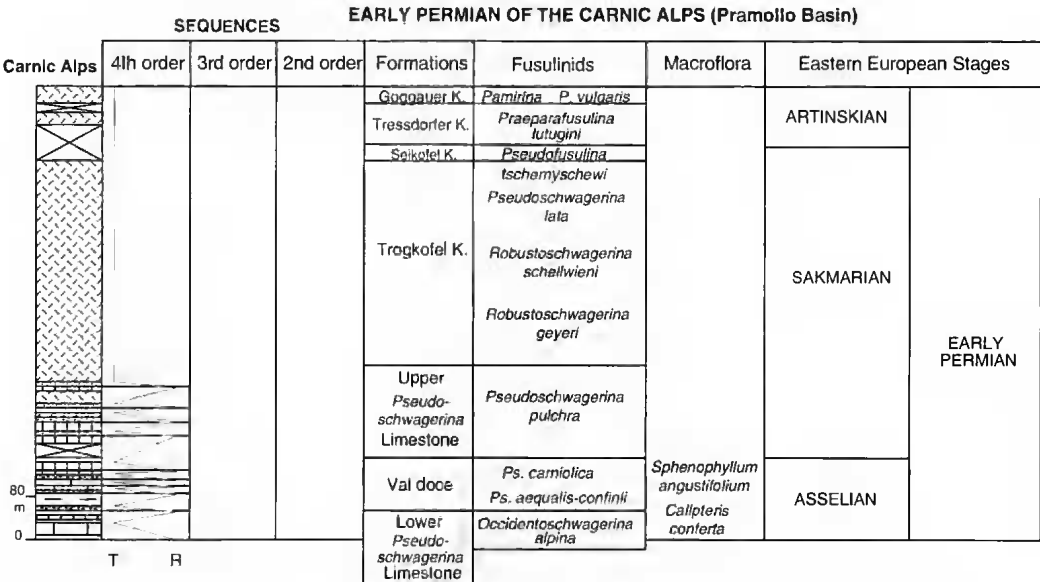 EARLY PERMIAN OF THE CARNIC ALPS (Pramollo Basin)
SEQUENCES
Carnic Alps 4th order 3rd order 2nd order Formations Fusulinids Macroflora Eastern European Stages
Goggauer K. Pamirina P. vulgaris
Tressdorfer K. Praeparafusulina
lutugini
ARTINSKIAN
Seikofel K. Pseudofusulina
tschernyschewi
Pseudoschwagerina
lata
Trogkofel K.
Robustoschwagerina
schellwieni
Robustoschwagerina
geyeri
SAKMARIAN
EARLY
PERMIAN
Upper
Pseudo-
schwagerina
Limestone
Pseudoschwagerina
pulchra
Val doce
Ps. carniolica
Ps. aequalis-confinii
Sphenophyllum
angustifolium
Callipteris
conferta
ASSELIAN
Lower
Pseudo-
schwagerina
Limestone
Occidentoschwagerina
alpina
80
m
0
T R